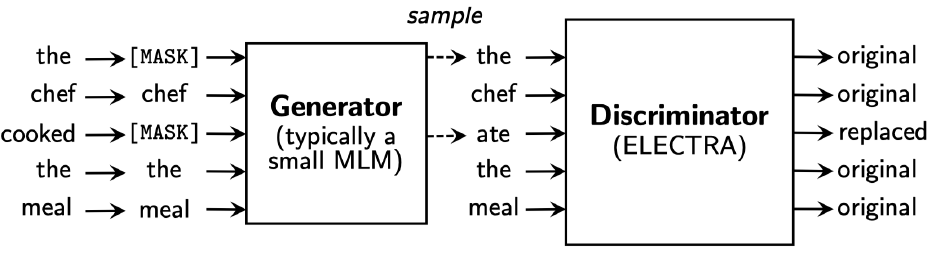 sample
the [MASK] the original
chef chef chef original
cooked [MASK] ate replaced
the the the original
meal meal meal original
Generator
(typically a
small MLM)
Discriminator
(ELECTRA)